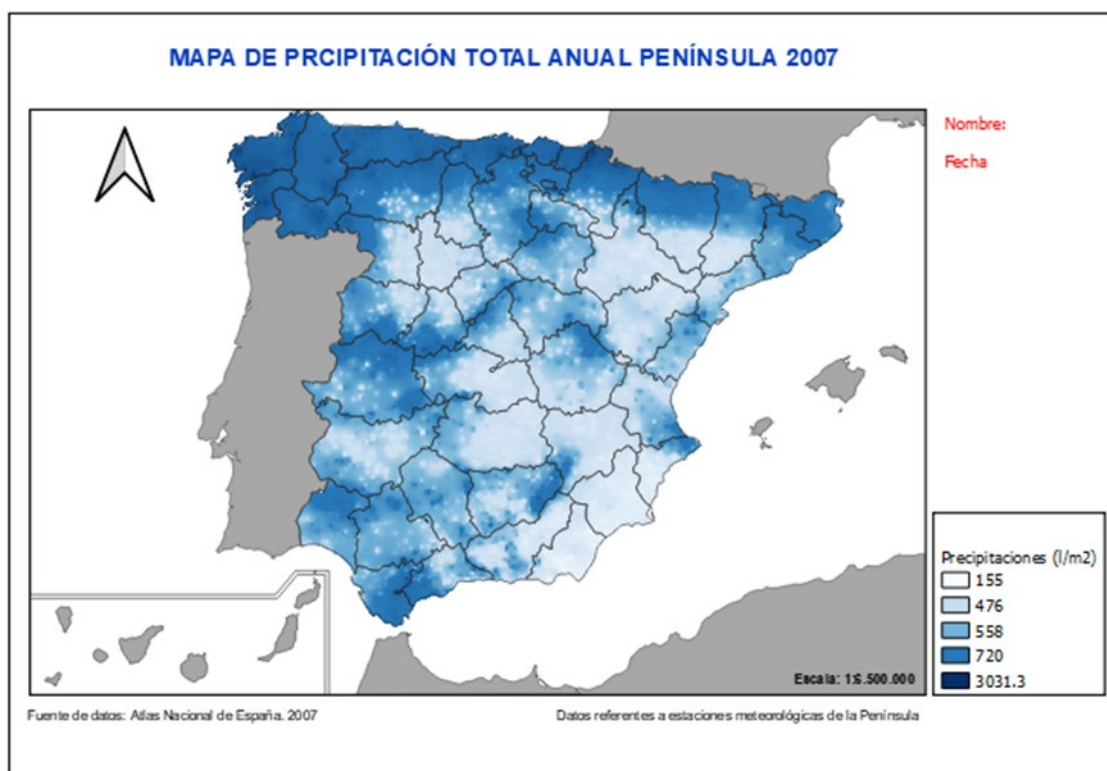 MAPA DE PRCIPITACIÓN TOTAL ANUAL PENÍNSULA 2007
Nombre:
Fecha
Precipitaciones (l/m2)
155
476
558
720
3031.3
Escala: 1:6.500.000
Fuente de datos: Atlas Nacional de España. 2007
Datos referentes a estaciones meteorológicas de la Península